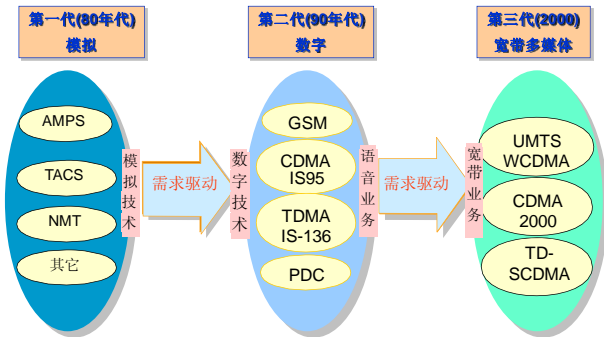 第一代(80年代)
模拟
第二代(90年代)
数字
第三代(2000)
宽带多媒体
AMPS
TACS
NMT
其它
模拟技术
需求驱动
数字技术
GSM
CDMA
IS95
TDMA
IS-136
PDC
语音业务
需求驱动
宽带业务
UMTS
WCDMA
CDMA
2000
TD-
SCDMA